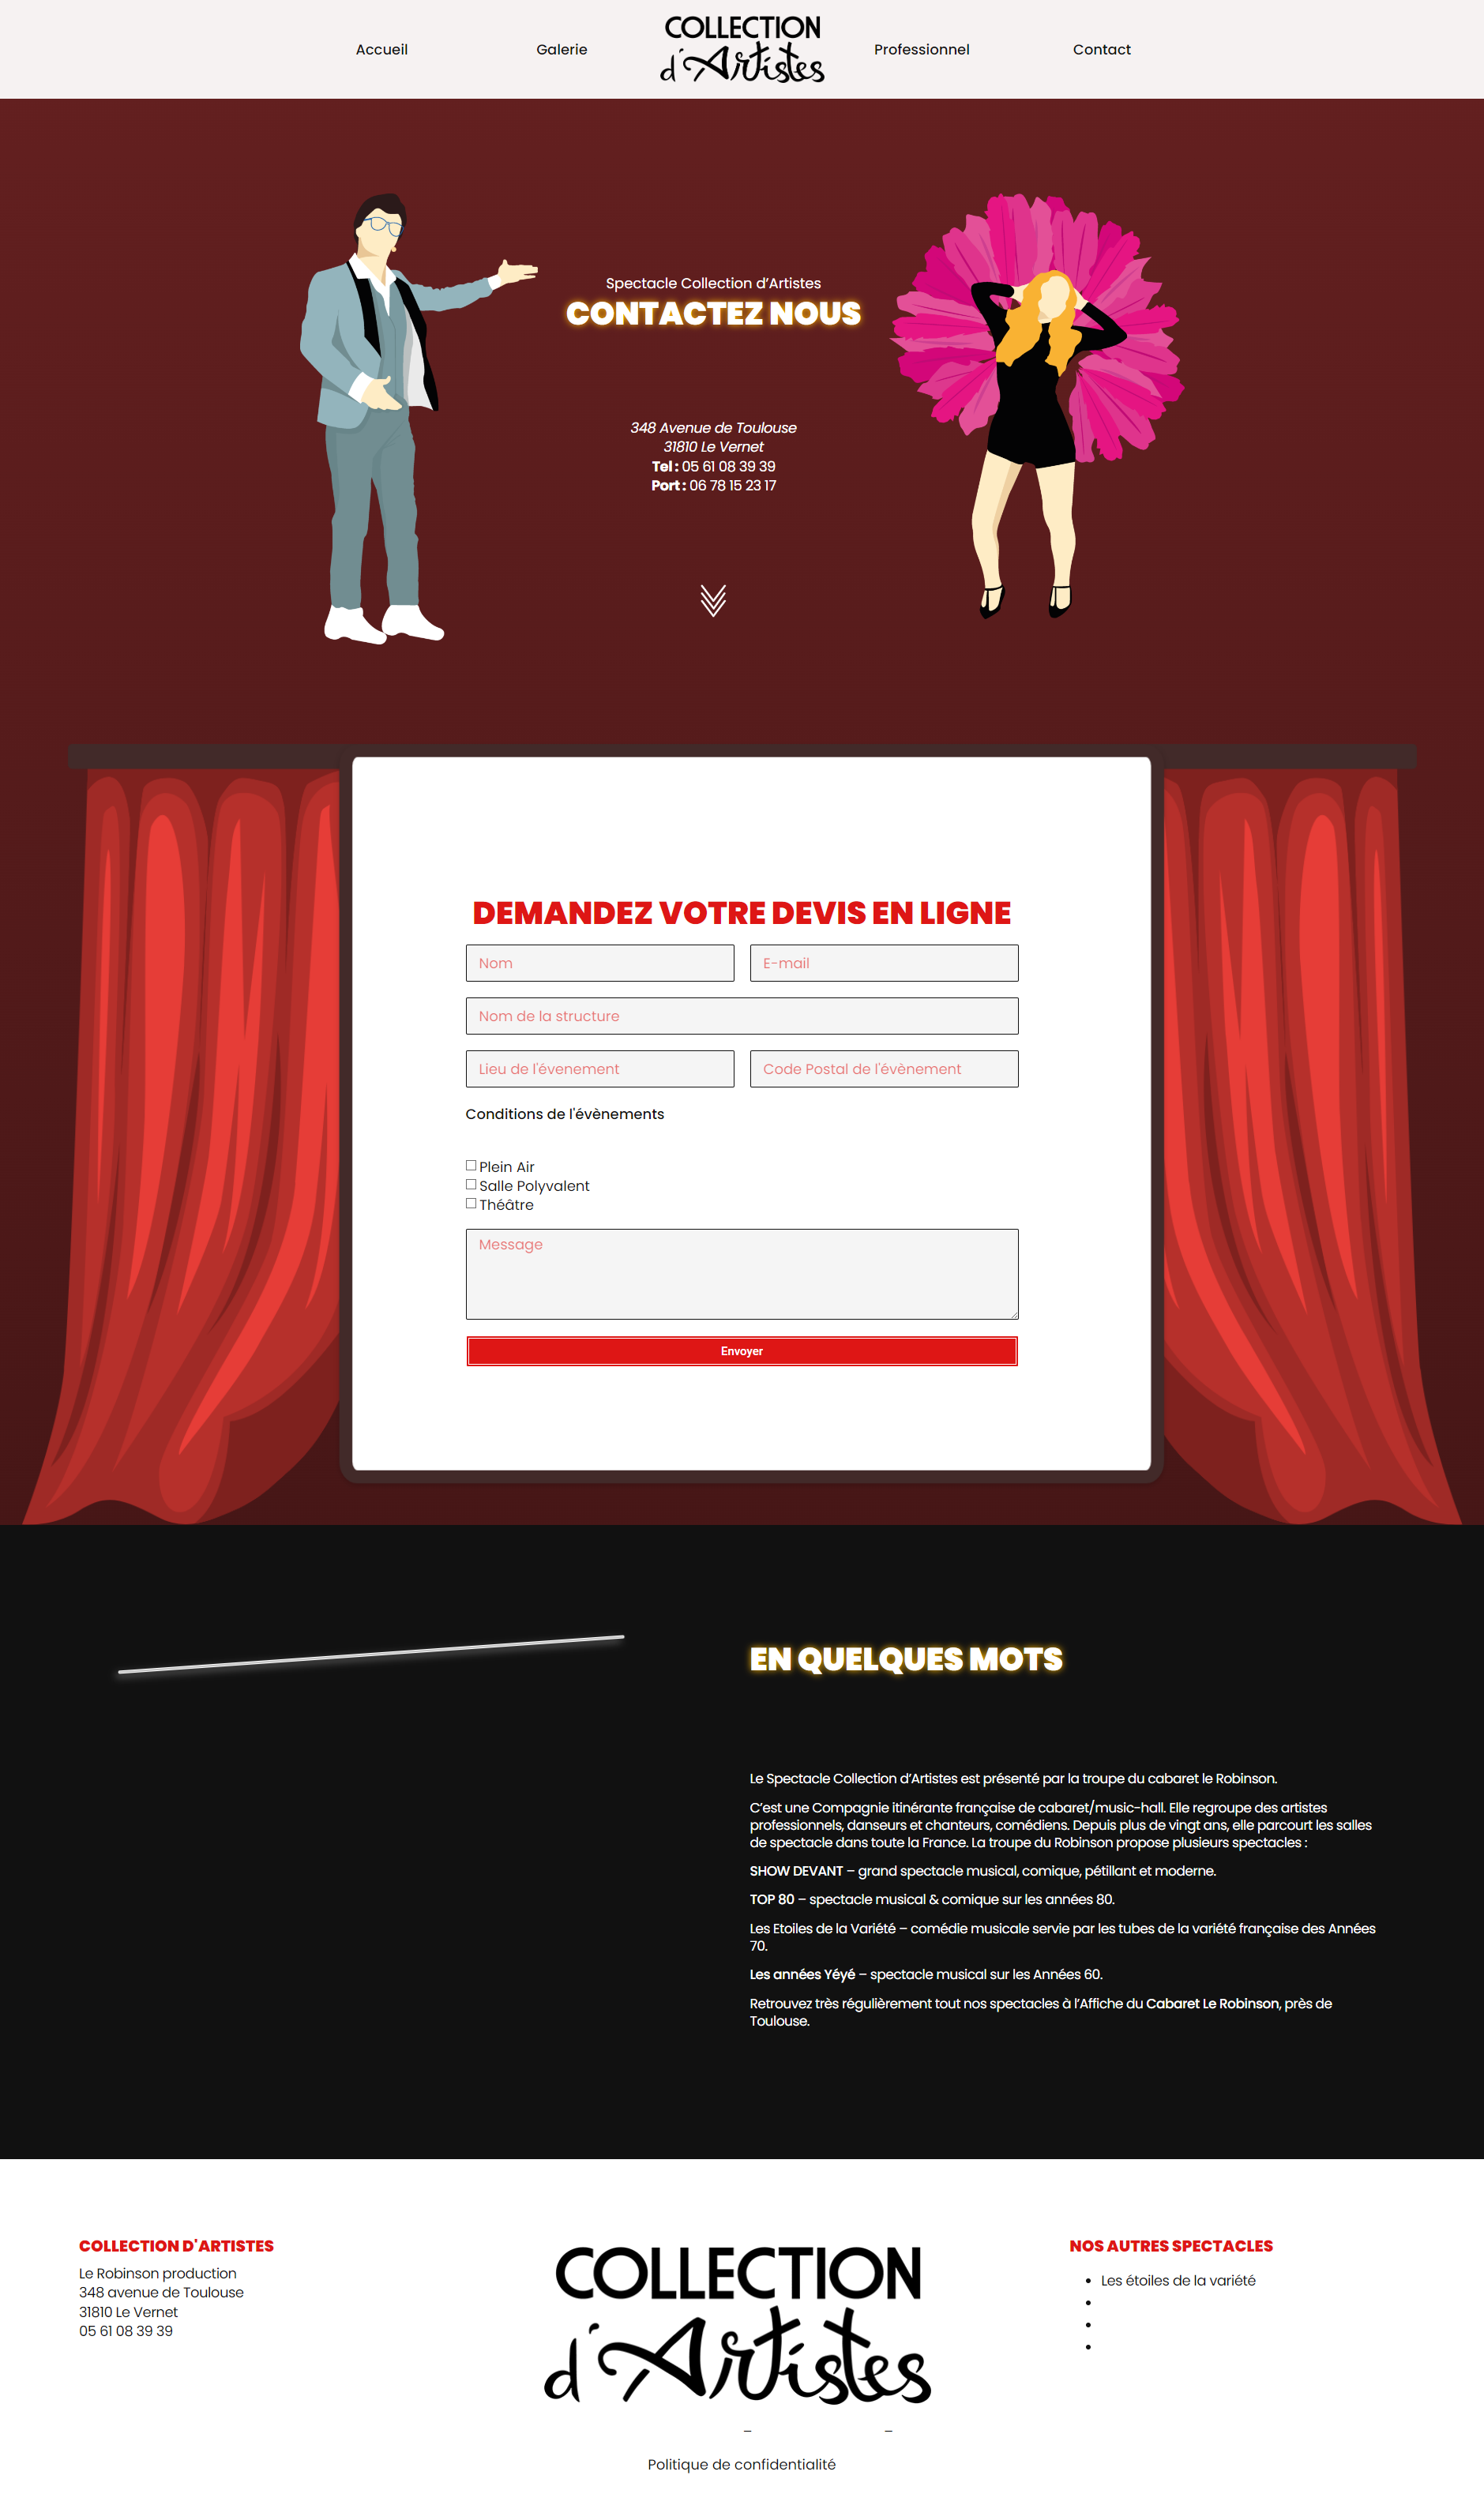 Accueil
Galerie
COLLECTION
d'Artistes
Professionnel
Contact
Spectacle Collection d’Artistes
CONTACTEZ NOUS
348 Avenue de Toulouse
31810 Le Vernet
Tel : 05 61 08 39 39
Port : 06 78 15 23 17
DEMANDEZ VOTRE DEVIS EN LIGNE
Nom
E-mail
Nom de la structure
Lieu de l'évenement
Code Postal de l'évènement
Conditions de l'évènements
Plein Air
Salle Polyvalent
Théâtre
Message
Envoyer
EN QUELQUES MOTS
Le Spectacle Collection d’Artistes est présenté par la troupe du cabaret le Robinson.
C’est une Compagnie itinérante française de cabaret/music-hall. Elle regroupe des artistes
professionnels, danseurs et chanteurs, comédiens. Depuis plus de vingt ans, elle parcourt les salles
de spectacle dans toute la France. La troupe du Robinson propose plusieurs spectacles :
SHOW DEVANT – grand spectacle musical, comique, pétillant et moderne.
TOP 80 – spectacle musical & comique sur les années 80.
Les Etoiles de la Variété – comédie musicale servie par les tubes de la variété française des Années
70.
Les années Yéyé – spectacle musical sur les Années 60.
Retrouvez très régulièrement tout nos spectacles à l’Affiche du Cabaret Le Robinson, près de
Toulouse.
COLLECTION D'ARTISTES
Le Robinson production
348 avenue de Toulouse
31810 Le Vernet
05 61 08 39 39
COLLECTION
d'Artistes
– –
Politique de confidentialité
NOS AUTRES SPECTACLES
• Les étoiles de la variété
•
•
•